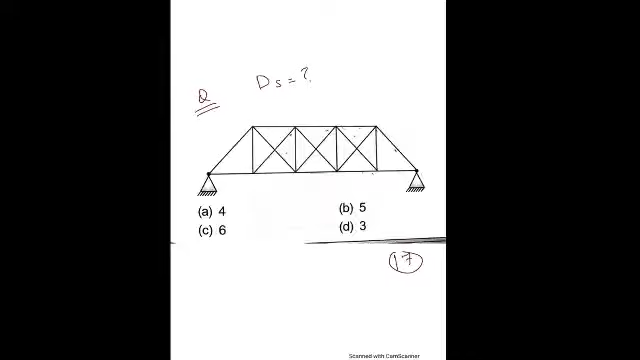 Ds = ?
Q
(a) 4 (b) 5
(c) 6 (d) 3
17
Scanned with CamScanner